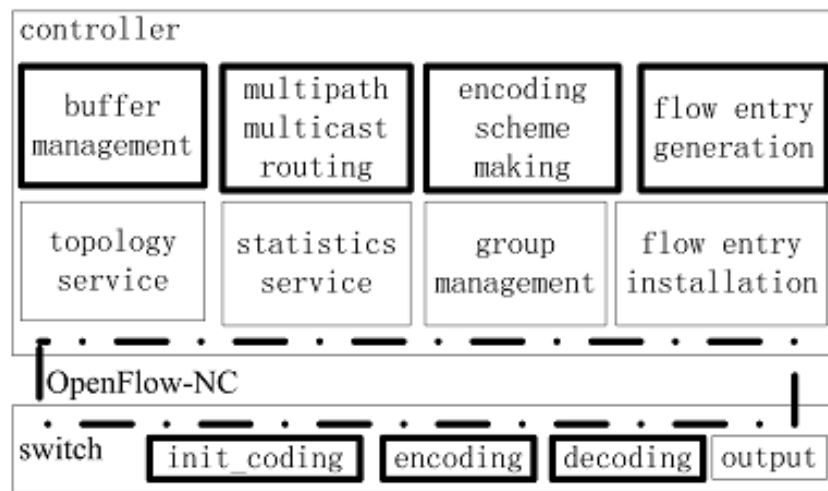 controller
buffer
management
multipath
multicast
routing
encoding
scheme
making
flow entry
generation
topology
service
statistics
service
group
management
flow entry
installation
OpenFlow-NC
switch
init_coding
encoding
decoding
output